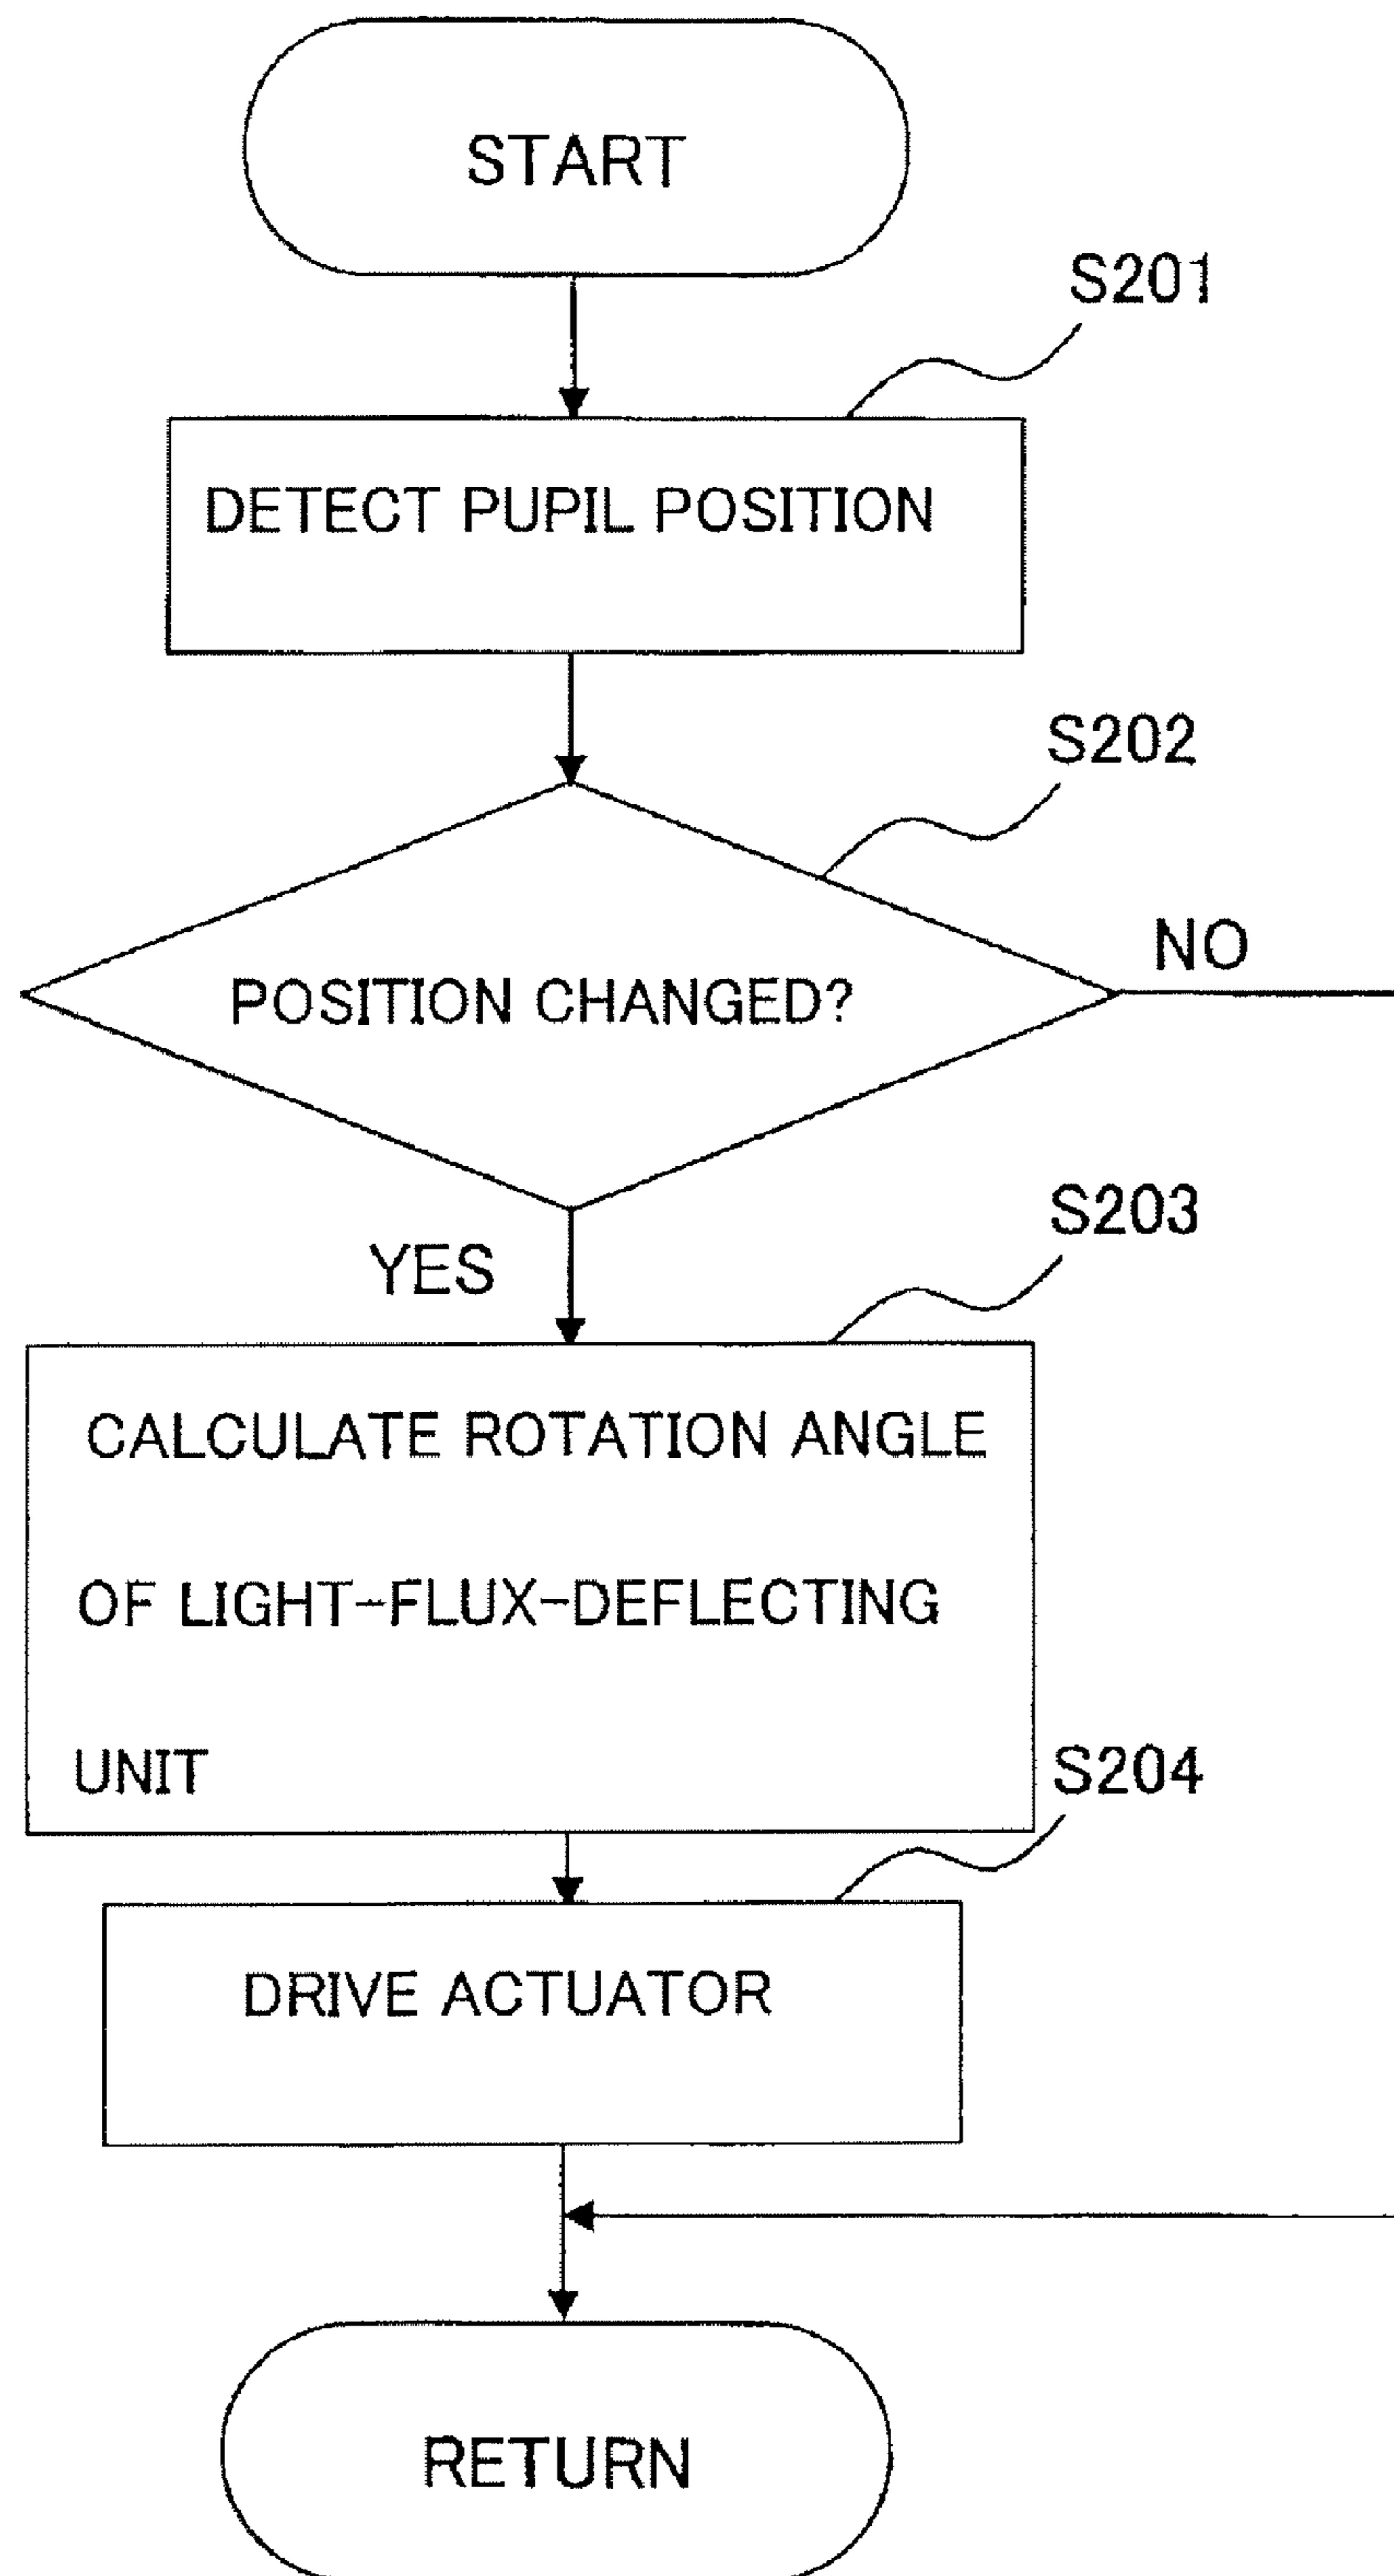 START
S201
DETECT PUPIL POSITION
S202
NO
POSITION CHANGED?
S203
YES
CALCULATE ROTATION ANGLE
OF LIGHT-FLUX-DEFLECTING
UNIT
S204
DRIVE ACTUATOR
RETURN